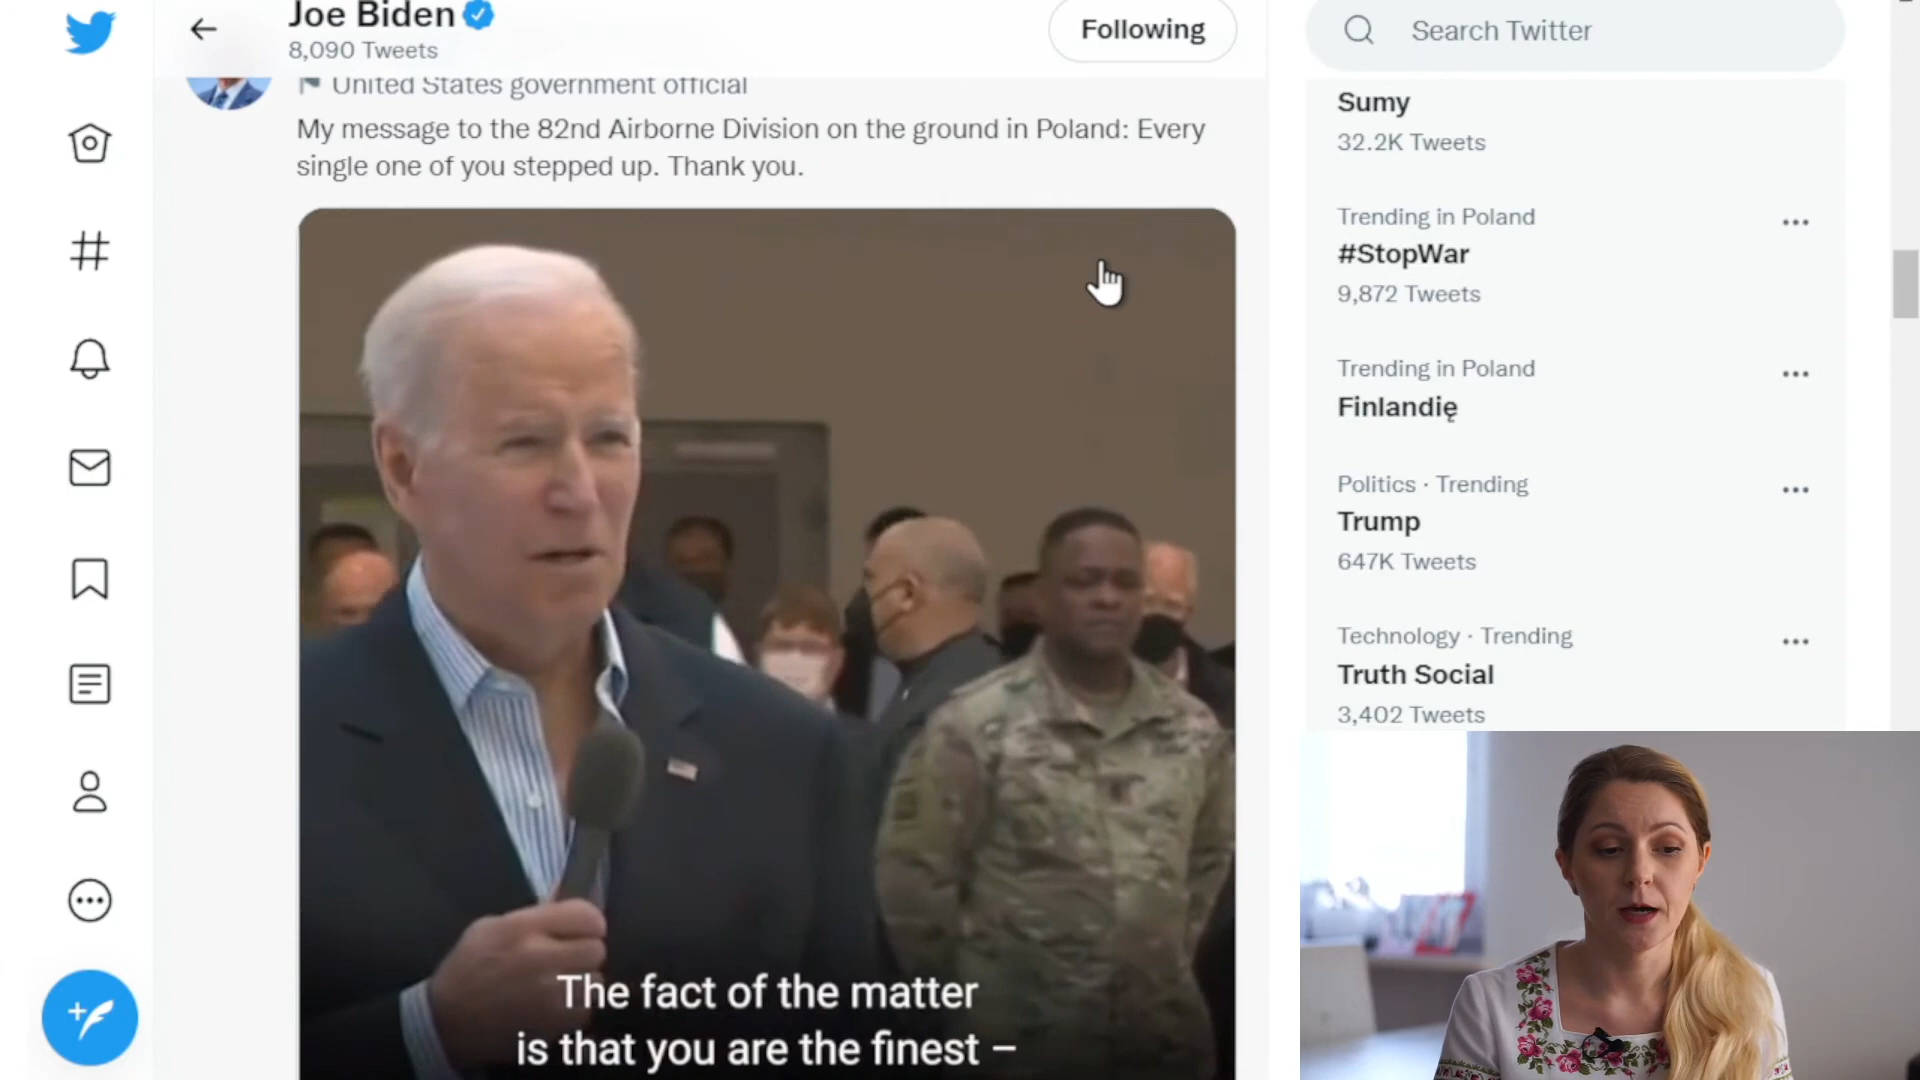 Joe Biden
8,090 Tweets
Following
United States government official
My message to the 82nd Airborne Division on the ground in Poland: Every
single one of you stepped up. Thank you.
The fact of the matter
is that you are the finest –
Search Twitter
Sumy
32.2K Tweets
Trending in Poland
#StopWar
9,872 Tweets
Trending in Poland
Finlandię
Politics · Trending
Trump
647K Tweets
Technology · Trending
Truth Social
3,402 Tweets